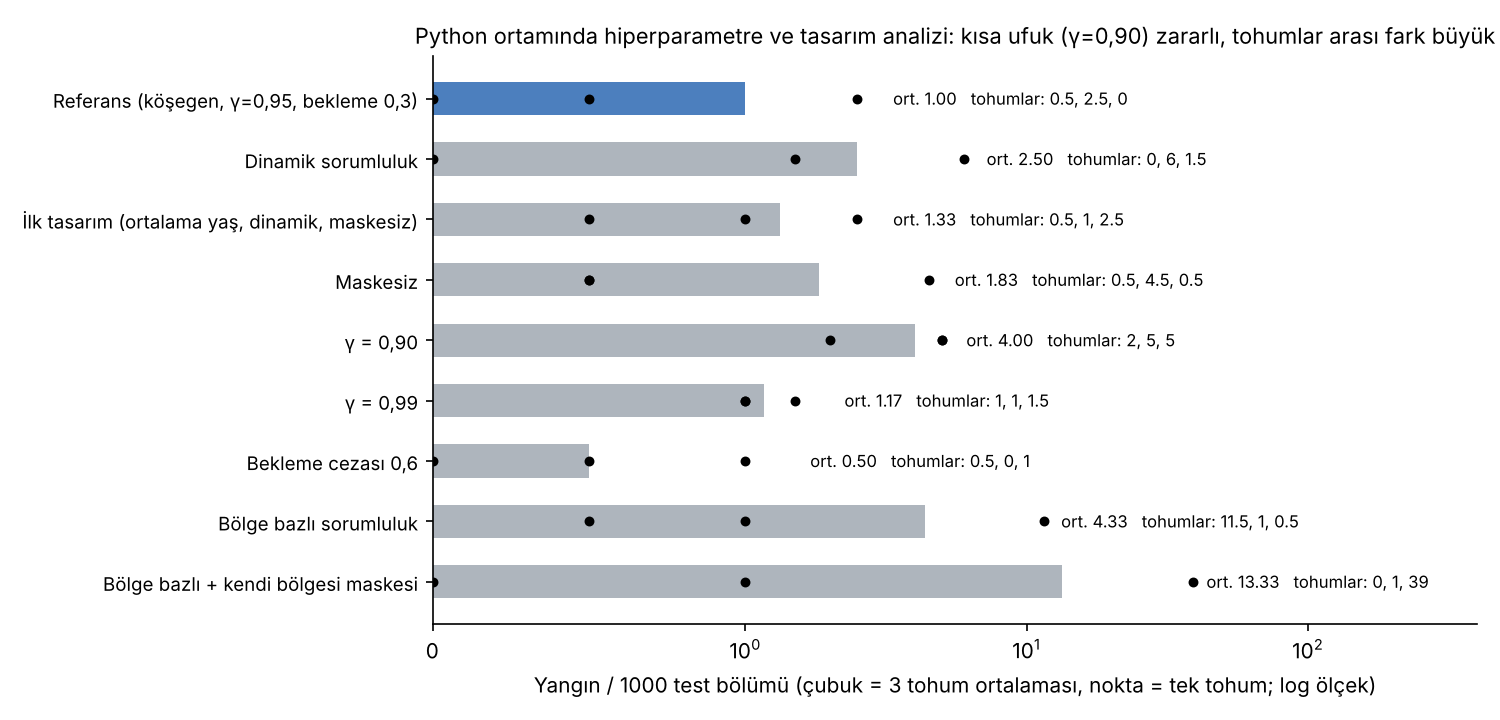 Python ortamında hiperparametre ve tasarım analizi: kısa ufuk (γ=0,90) zararlı, tohumlar arası fark büyük
Referans (köşegen, γ=0,95, bekleme 0,3) ort. 1.00 tohumlar: 0.5, 2.5, 0
Dinamik sorumluluk ort. 2.50 tohumlar: 0, 6, 1.5
İlk tasarım (ortalama yaş, dinamik, maskesiz) ort. 1.33 tohumlar: 0.5, 1, 2.5
Maskesiz ort. 1.83 tohumlar: 0.5, 4.5, 0.5
γ = 0,90 ort. 4.00 tohumlar: 2, 5, 5
γ = 0,99 ort. 1.17 tohumlar: 1, 1, 1.5
Bekleme cezası 0,6 ort. 0.50 tohumlar: 0.5, 0, 1
Bölge bazlı sorumluluk ort. 4.33 tohumlar: 11.5, 1, 0.5
Bölge bazlı + kendi bölgesi maskesi ort. 13.33 tohumlar: 0, 1, 39
0 10⁰ 10¹ 10²
Yangın / 1000 test bölümü (çubuk = 3 tohum ortalaması, nokta = tek tohum; log ölçek)